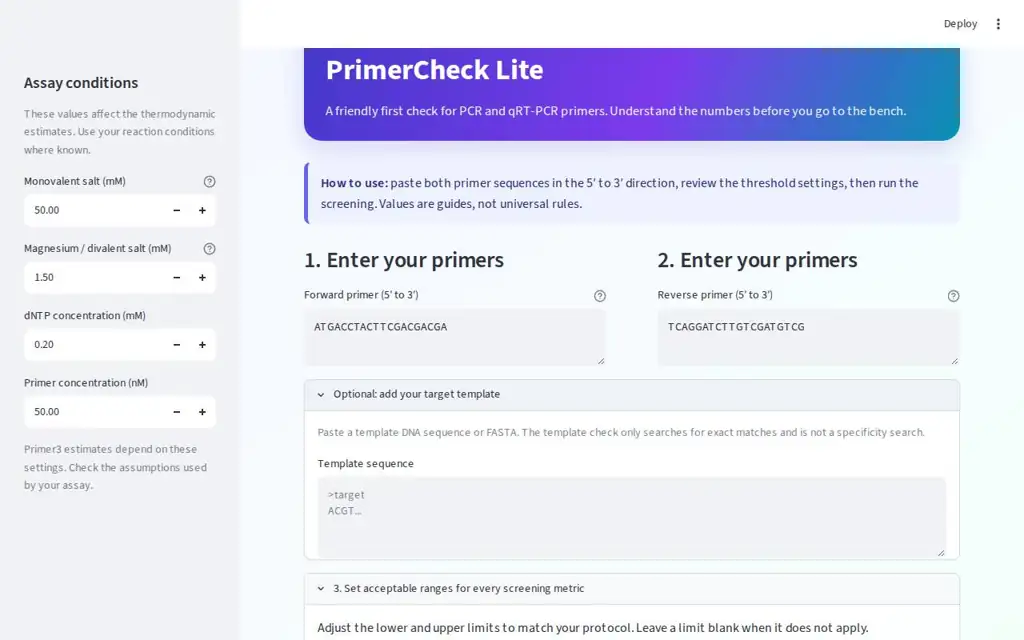 Deploy
Assay conditions
These values affect the thermodynamic
estimates. Use your reaction conditions
where known.
Monovalent salt (mM)
50.00
Magnesium / divalent salt (mM)
1.50
dNTP concentration (mM)
0.20
Primer concentration (nM)
50.00
Primer3 estimates depend on these
settings. Check the assumptions used
by your assay.
PrimerCheck Lite
A friendly first check for PCR and qRT-PCR primers. Understand the numbers before you go to the bench.
How to use: paste both primer sequences in the 5′ to 3′ direction, review the threshold settings, then run the
screening. Values are guides, not universal rules.
1. Enter your primers
Forward primer (5′ to 3′)
ATGACCTACTTCGACGACGA
2. Enter your primers
Reverse primer (5′ to 3′)
TCAGGATCTTGTCGATGTCG
Optional: add your target template
Paste a template DNA sequence or FASTA. The template check only searches for exact matches and is not a specificity search.
Template sequence
>target
ACGT...
3. Set acceptable ranges for every screening metric
Adjust the lower and upper limits to match your protocol. Leave a limit blank when it does not apply.